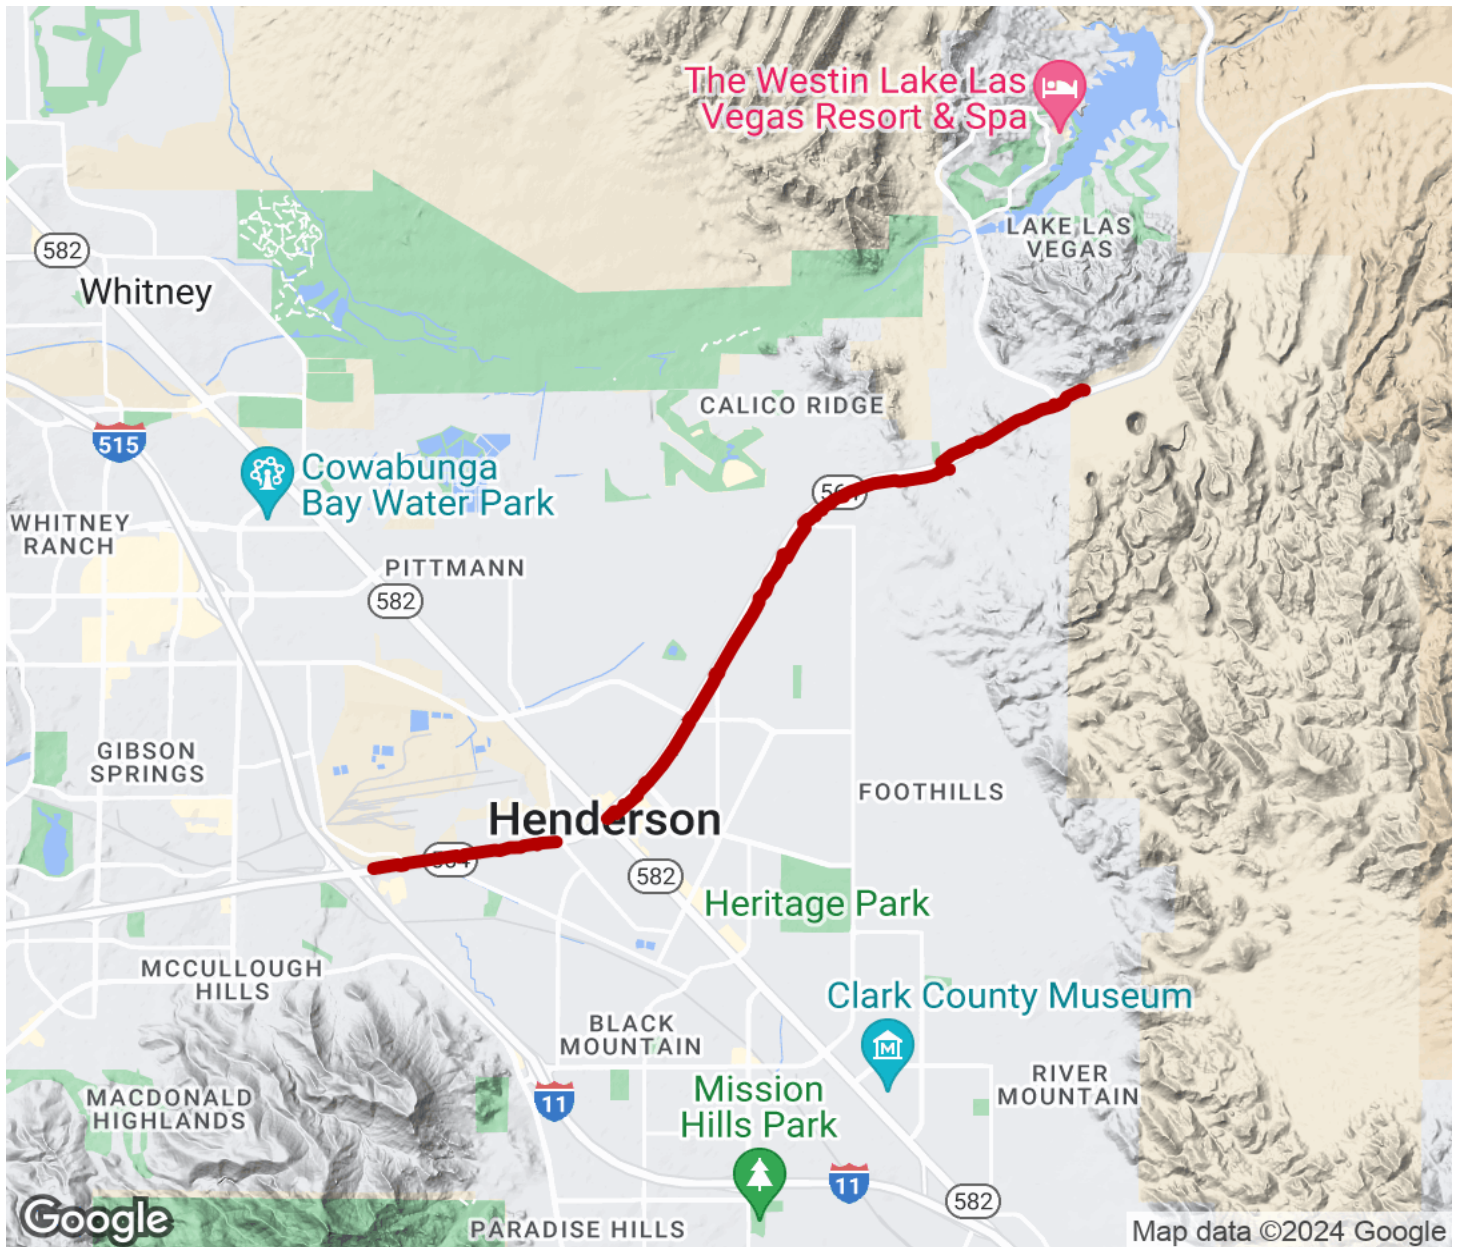 The Westin Lake Las
Vegas Resort & Spa
LAKE LAS
VEGAS
582
Whitney
CALICO RIDGE
515
Cowabunga
Bay Water Park
WHITNEY
RANCH
PITTMANN
582
GIBSON
SPRINGS
FOOTHILLS
Henderson
582
Heritage Park
MCCULLOUGH
HILLS
Clark County Museum
BLACK
MOUNTAIN
RIVER
MOUNTAIN
MACDONALD
HIGHLANDS
11
Mission
Hills Park
11
582
PARADISE HILLS
Google
Map data ©2024 Google